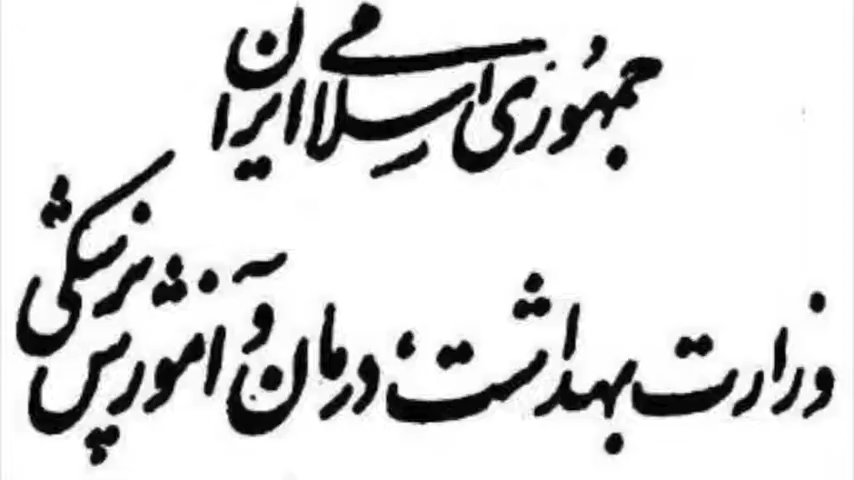 جمهوری اسلامی ایران
وزارت بهداشت، درمان و آموزش پزشکی